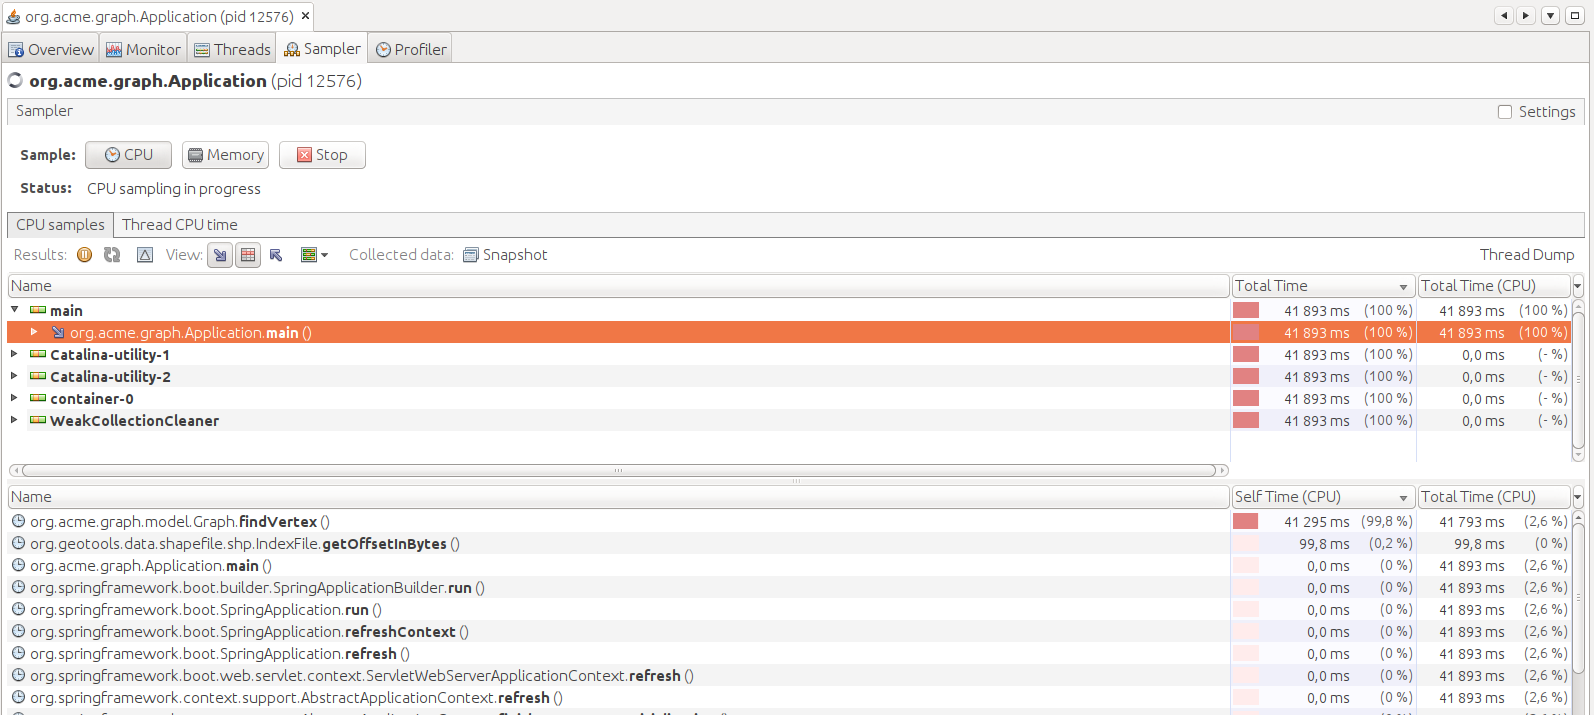 org.acme.graph.Application (pid 12576)
Overview Monitor Threads Sampler Profiler
org.acme.graph.Application (pid 12576)
Sampler Settings
Sample: CPU Memory Stop
Status: CPU sampling in progress
CPU samples Thread CPU time
Results: View: Collected data: Snapshot Thread Dump
Name Total Time Total Time (CPU)
main 41 893 ms (100 %) 41 893 ms (100 %)
org.acme.graph.Application.main () 41 893 ms (100 %) 41 893 ms (100 %)
Catalina-utility-1 41 893 ms (100 %) 0,0 ms (- %)
Catalina-utility-2 41 893 ms (100 %) 0,0 ms (- %)
container-0 41 893 ms (100 %) 0,0 ms (- %)
WeakCollectionCleaner 41 893 ms (100 %) 0,0 ms (- %)
Name Self Time (CPU) Total Time (CPU)
org.acme.graph.model.Graph.findVertex () 41 295 ms (99,8 %) 41 793 ms (2,6 %)
org.geotools.data.shapefile.shp.IndexFile.getOffsetInBytes () 99,8 ms (0,2 %) 99,8 ms (0 %)
org.acme.graph.Application.main () 0,0 ms (0 %) 41 893 ms (2,6 %)
org.springframework.boot.builder.SpringApplicationBuilder.run () 0,0 ms (0 %) 41 893 ms (2,6 %)
org.springframework.boot.SpringApplication.run () 0,0 ms (0 %) 41 893 ms (2,6 %)
org.springframework.boot.SpringApplication.refreshContext () 0,0 ms (0 %) 41 893 ms (2,6 %)
org.springframework.boot.SpringApplication.refresh () 0,0 ms (0 %) 41 893 ms (2,6 %)
org.springframework.boot.web.servlet.context.ServletWebServerApplicationContext.refresh () 0,0 ms (0 %) 41 893 ms (2,6 %)
org.springframework.context.support.AbstractApplicationContext.refresh () 0,0 ms (0 %) 41 893 ms (2,6 %)